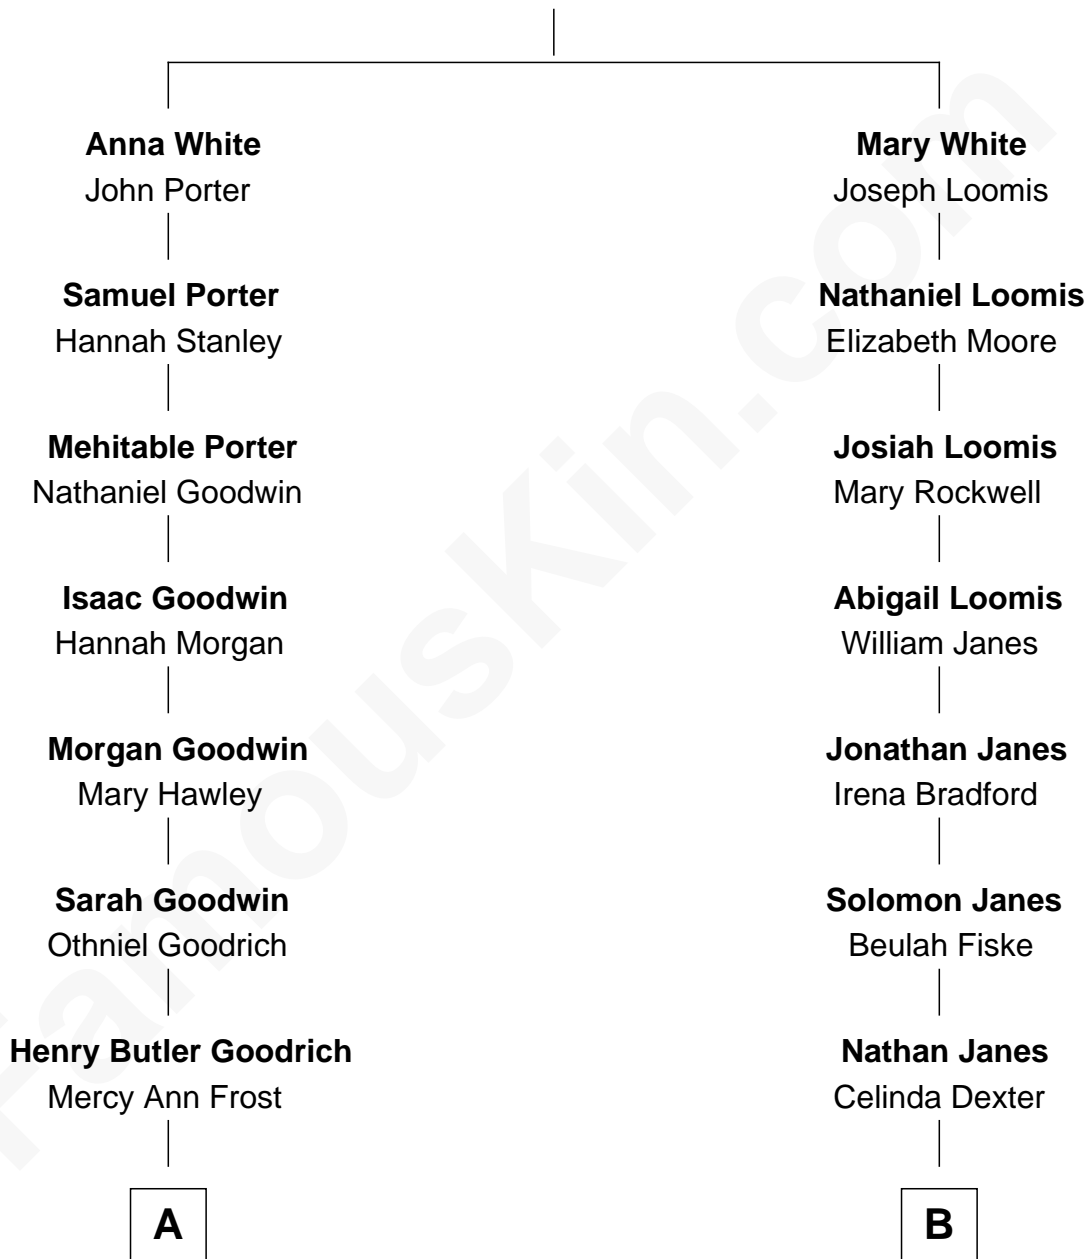 Anna White
John Porter
Samuel Porter
Hannah Stanley
Mehitable Porter
Nathaniel Goodwin
Isaac Goodwin
Hannah Morgan
Morgan Goodwin
Mary Hawley
Sarah Goodwin
Othniel Goodrich
Henry Butler Goodrich
Mercy Ann Frost
A
Mary White
Joseph Loomis
Nathaniel Loomis
Elizabeth Moore
Josiah Loomis
Mary Rockwell
Abigail Loomis
William Janes
Jonathan Janes
Irena Bradford
Solomon Janes
Beulah Fiske
Nathan Janes
Celinda Dexter
B
FamousKin.com